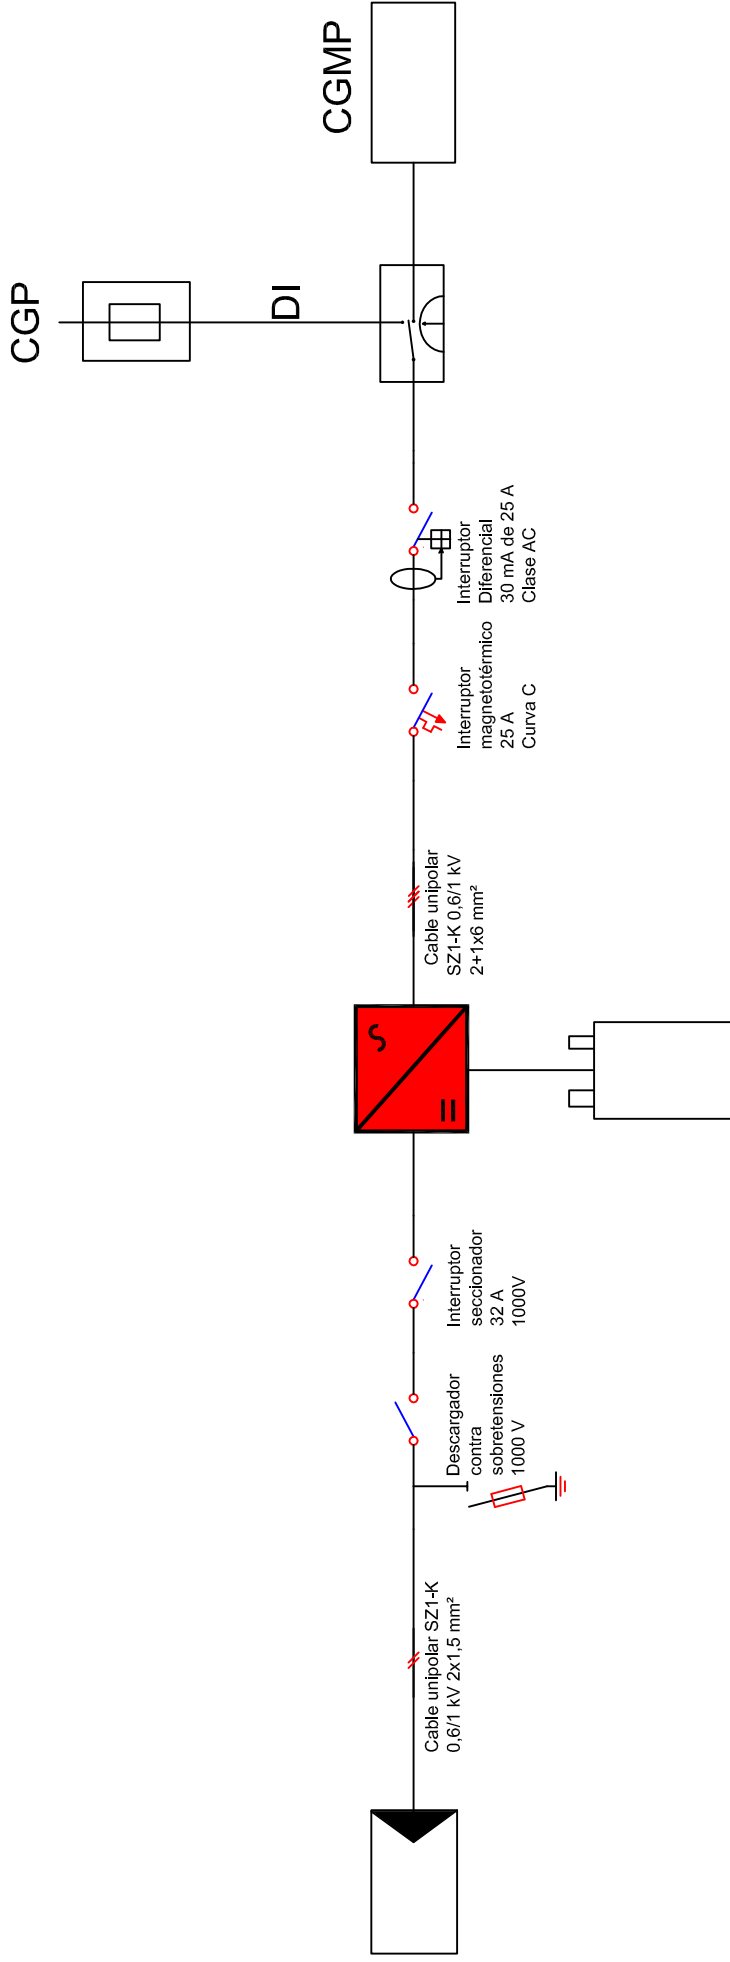 CGP
CGMP
DI
Interruptor
Diferencial
30 mA de 25 A
Clase AC
Interruptor
magnetotérmico
25 A
Curva C
Cable unipolar
SZ1-K 0,6/1 kV
2+1x6 mm²
Interruptor
seccionador
32 A
1000V
Descargador
contra
sobretensiones
1000 V
Cable unipolar SZ1-K
0,6/1 kV 2x1,5 mm²